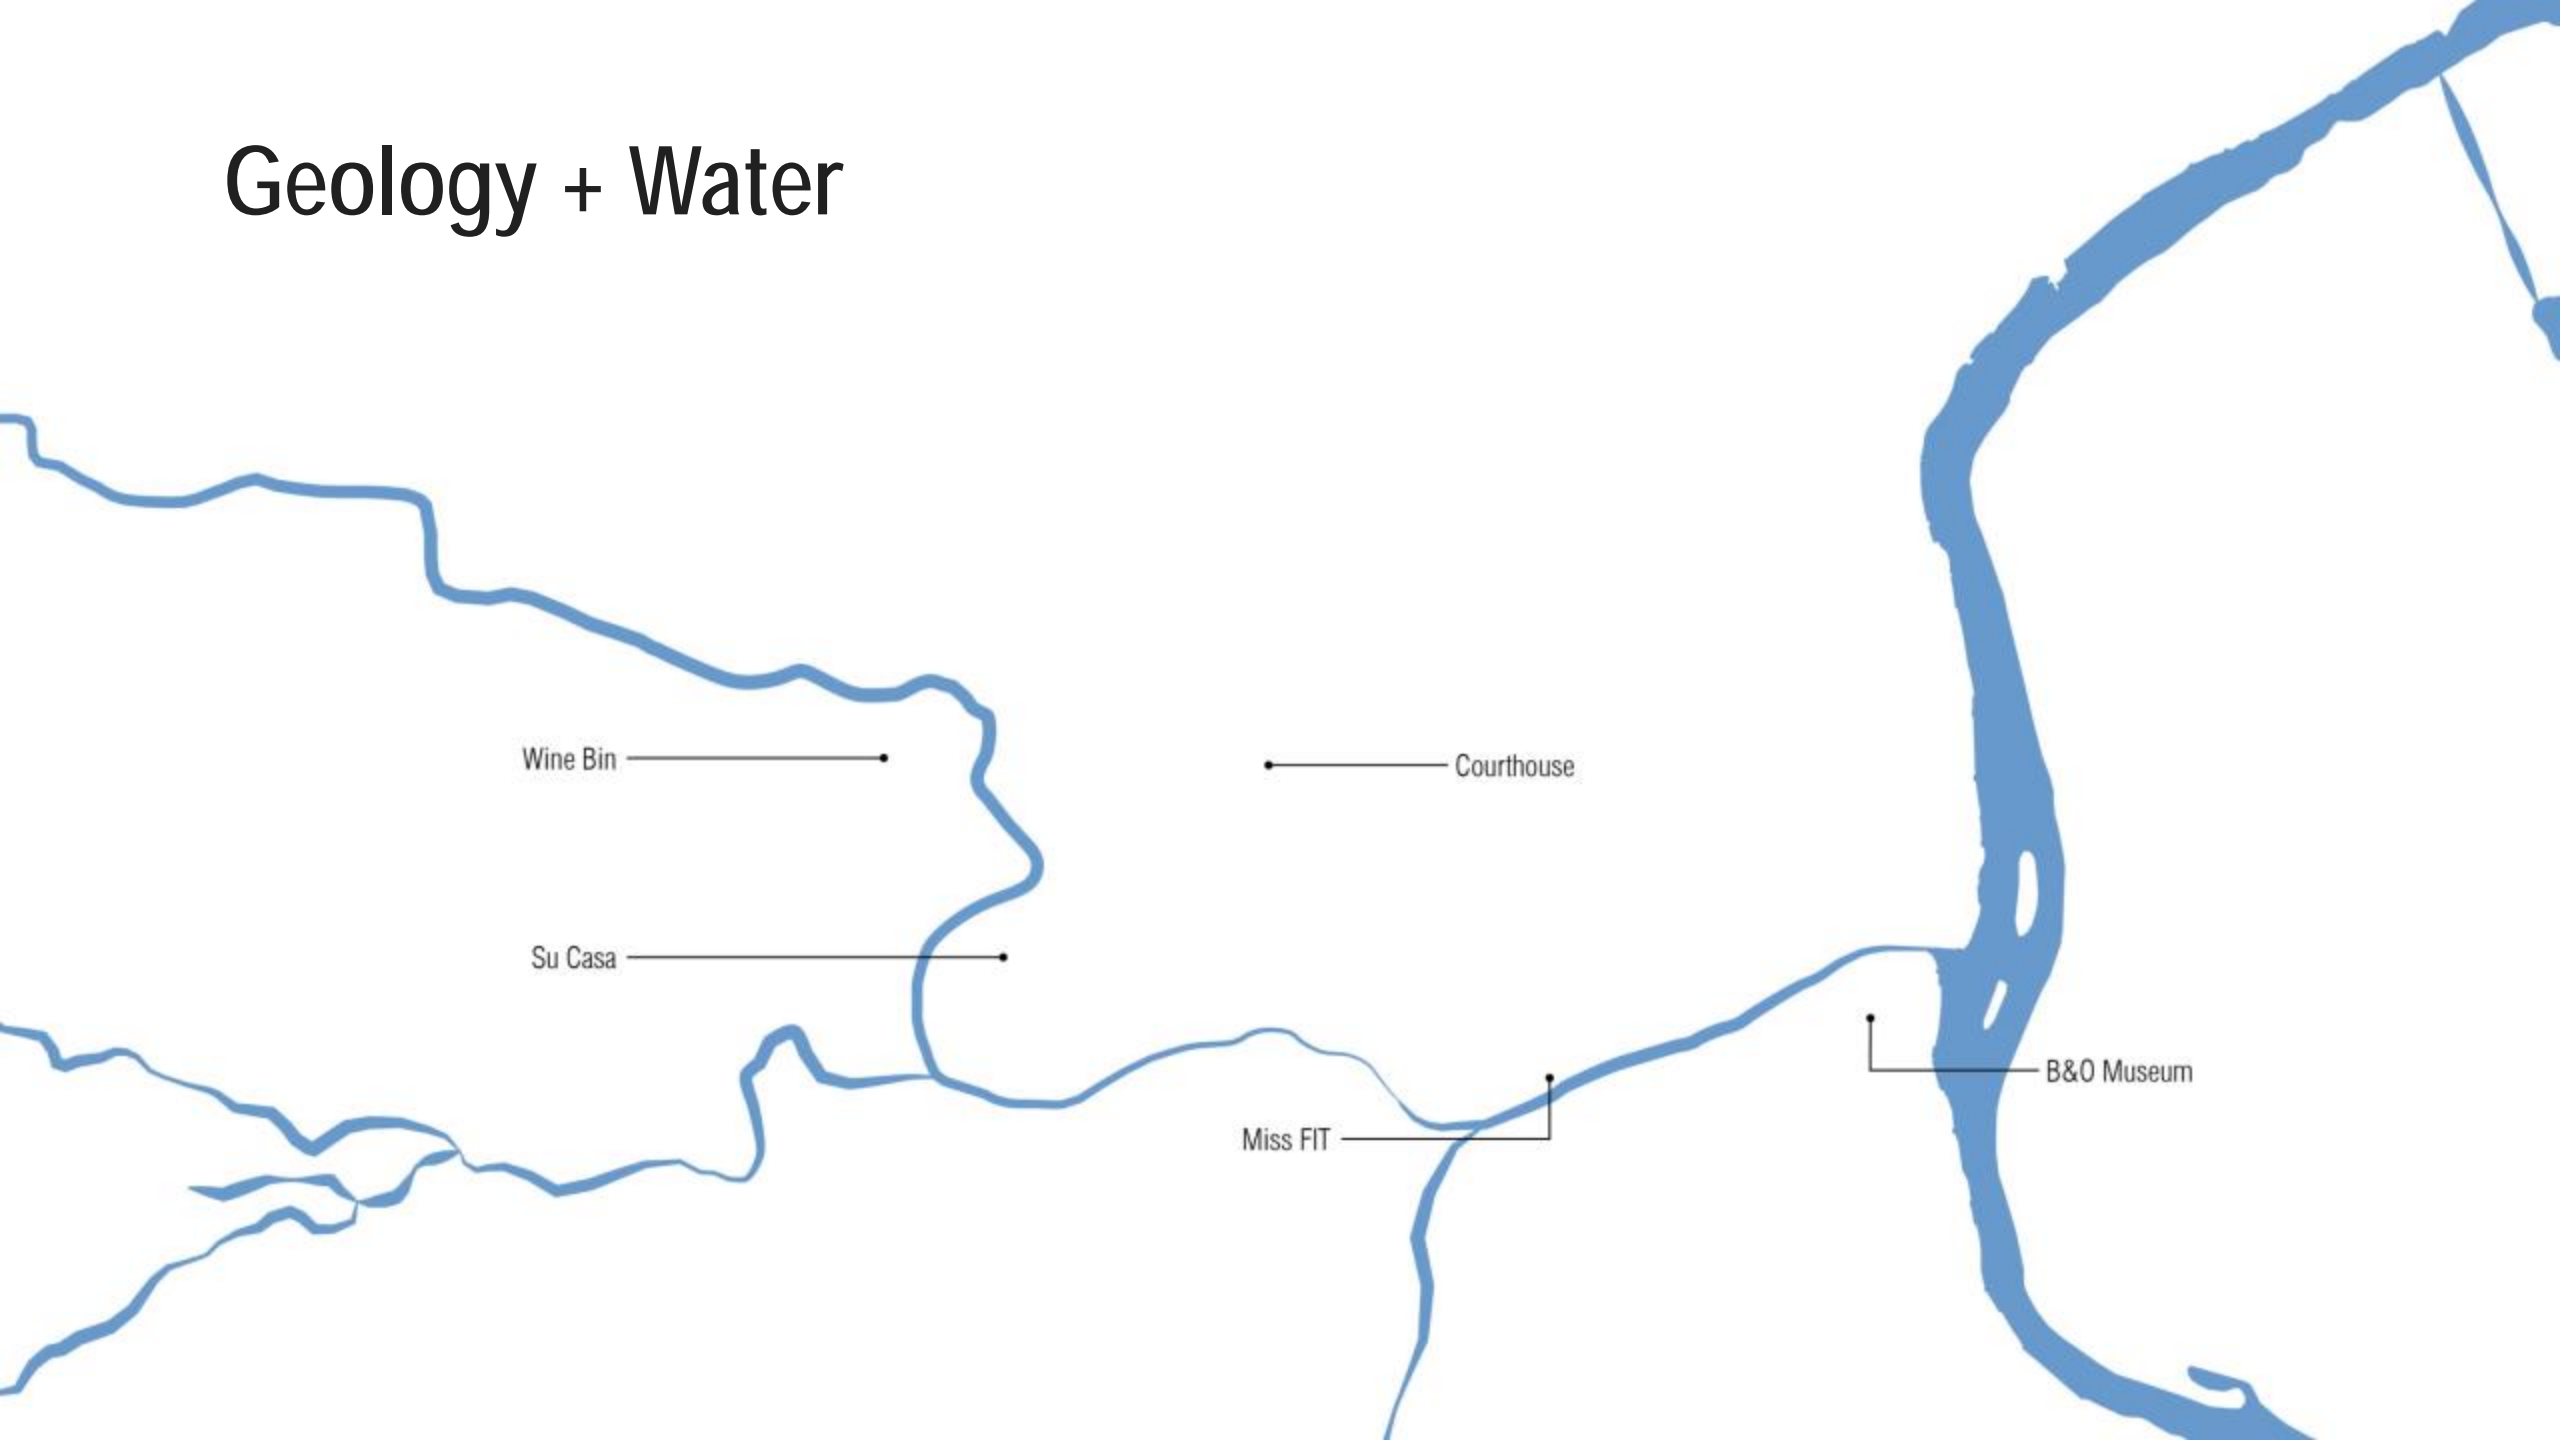 Geology + Water
Wine Bin
Courthouse
Su Casa
B&O Museum
Miss FIT